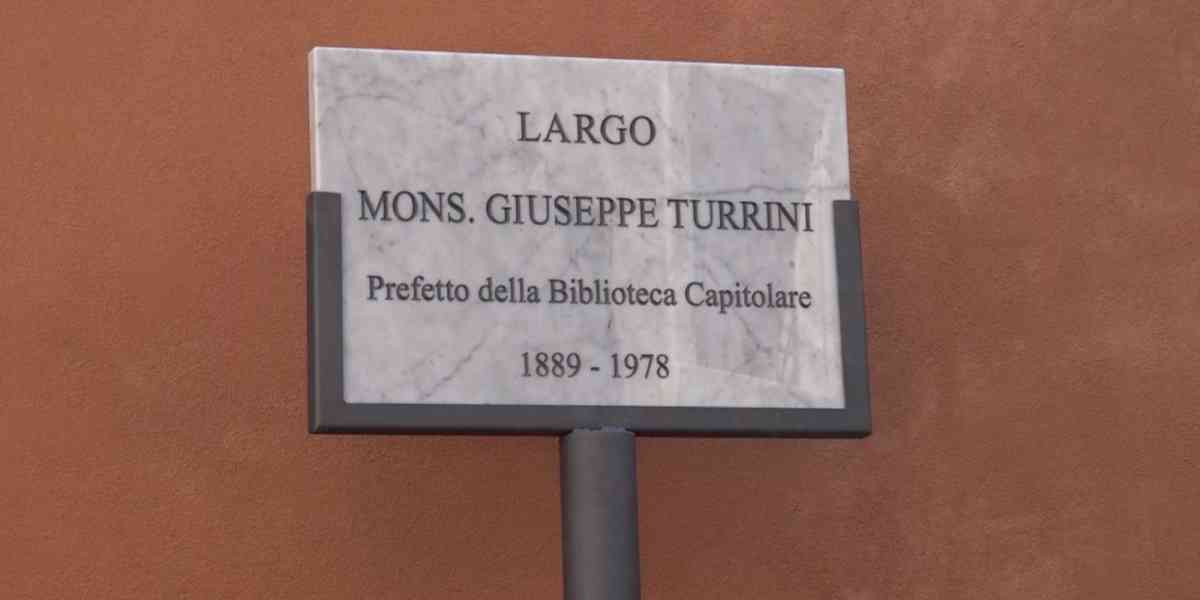 LARGO
MONS. GIUSEPPE TURRINI
Prefetto della Biblioteca Capitolare
1889 - 1978